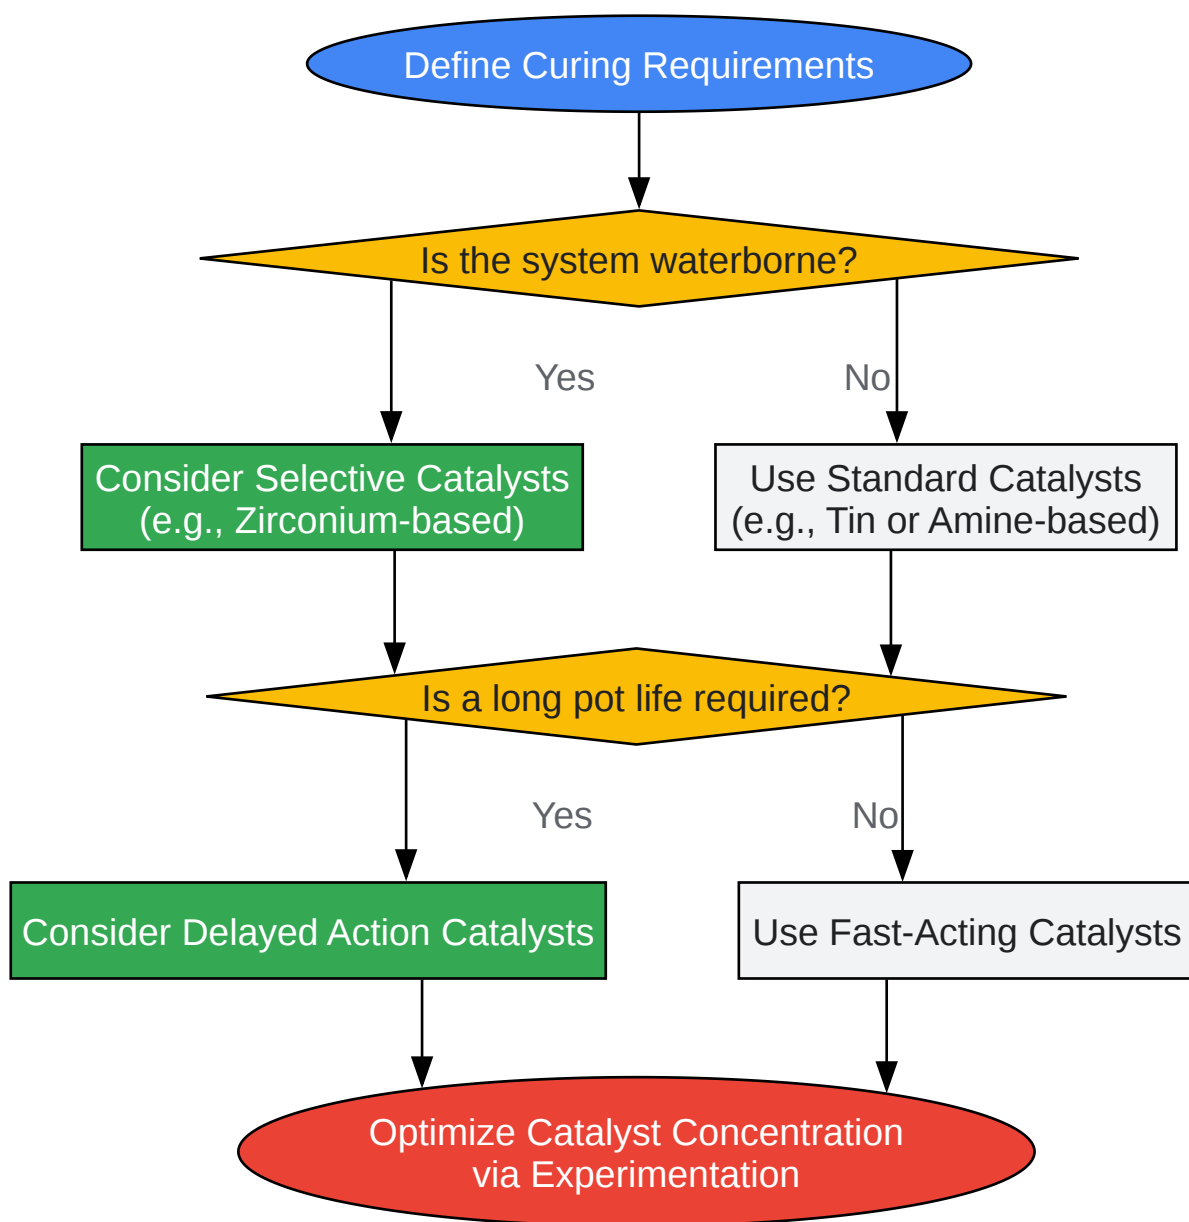 Define Curing Requirements
Is the system waterborne?
Yes
No
Consider Selective Catalysts
(e.g., Zirconium-based)
Use Standard Catalysts
(e.g., Tin or Amine-based)
Is a long pot life required?
Yes
No
Consider Delayed Action Catalysts
Use Fast-Acting Catalysts
Optimize Catalyst Concentration
via Experimentation